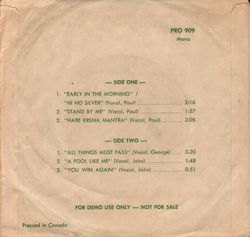 PRO 909
Mono
— SIDE ONE —
1. "EARLY IN THE MORNING" /
"HI HO SILVER" (Vocal, Paul) 2:16
2. "STAND BY ME" (Vocal, Paul) 1:57
3. "HARE KRSNA MANTRA" (Vocal, Paul) 2:08
— SIDE TWO —
1. "ALL THINGS MUST PASS" (Vocal, George) 3:20
2. "A FOOL LIKE ME" (Vocal, John) 1:48
3. "YOU WIN AGAIN" (Vocal, John) 0:51
FOR DEMO USE ONLY — NOT FOR SALE
Pressed in Canada